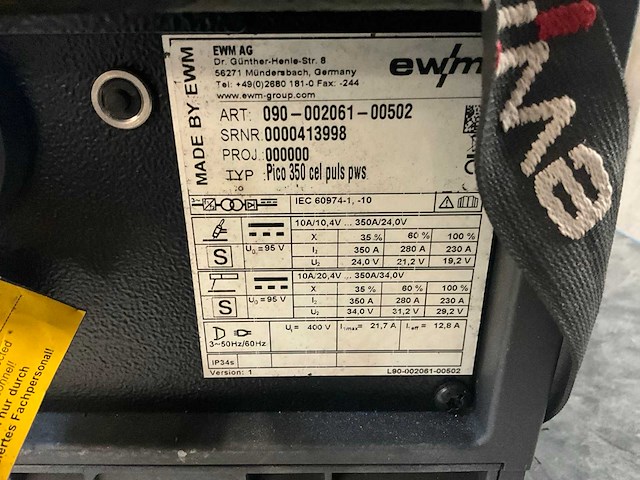 MADE BY EWM
EWM AG
Dr. Günther-Henle-Str. 8
56271 Mündersbach, Germany
Tel: +49(0)2680 181-0 Fax: -244
www.ewm-group.com
ewm
ART: 090-002061-00502
SRNR: 0000413998
PROJ: 000000
TYP : Pico 350 cel puls pws
IEC 60974-1, -10
10A/10,4V ... 350A/24,0V
X 35 % 60 % 100 %
I2 350 A 280 A 230 A
S U0=95 V
U2 24,0 V 21,2 V 19,2 V
10A/20,4V ... 350A/34,0V
X 35 % 60 % 100 %
S U0=95 V
I2 350 A 280 A 230 A
U2 34,0 V 31,2 V 29,2 V
3~50Hz/60Hz
U1= 400 V I1max= 21,7 A I1eff= 12,8 A
IP34s
Version: 1 L90-002061-00502
nur durch
Fachpersonal!